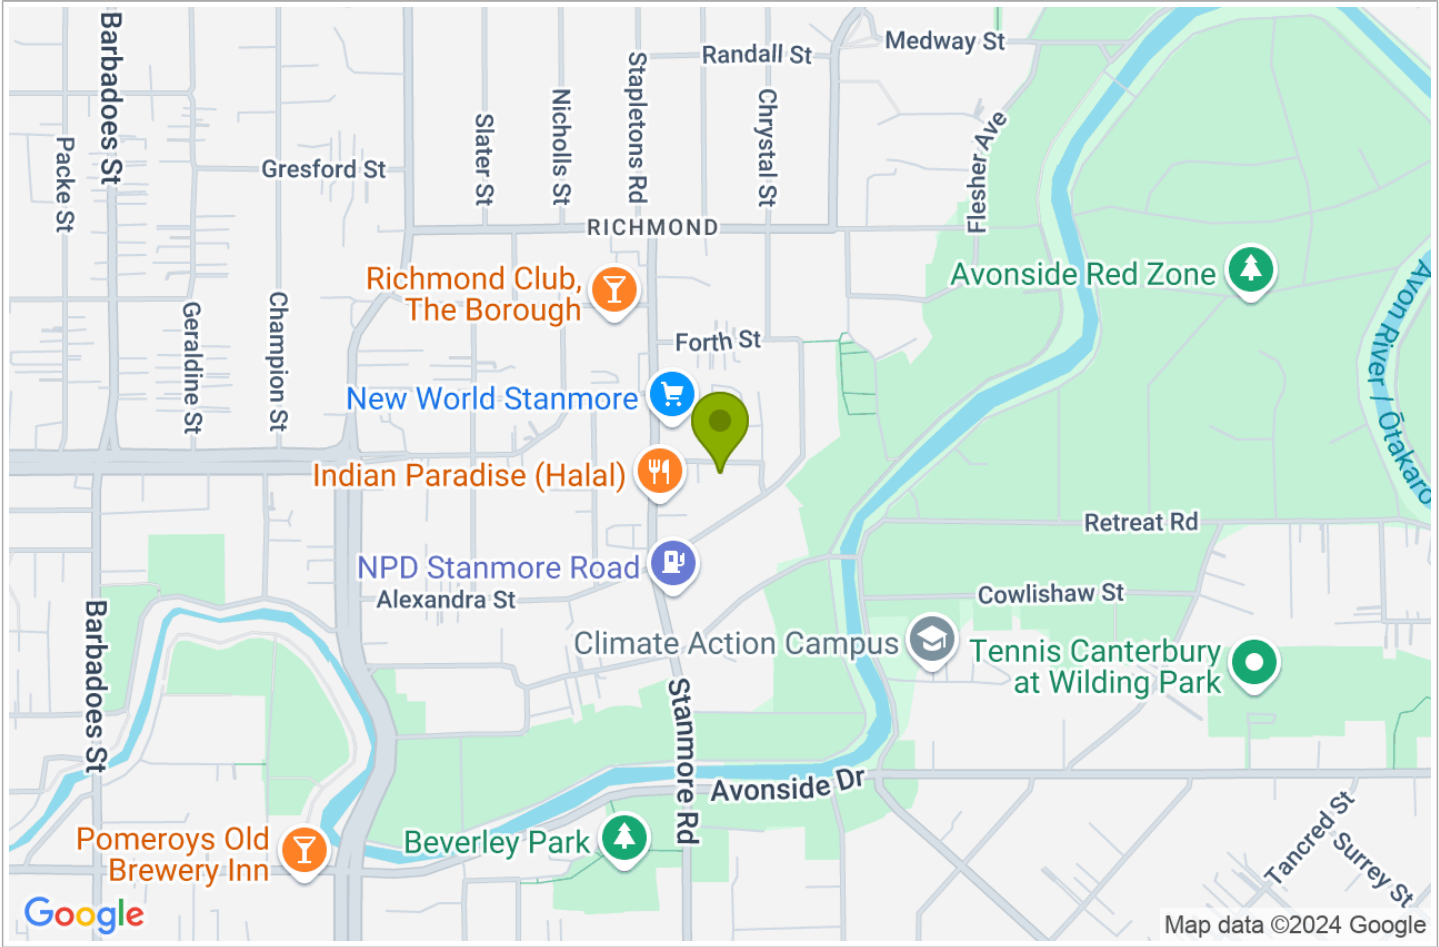 Barbadoes St
Packe St
Gresford St
Slater St
Nicholls St
Stapletons Rd
Randall St
Chrystal St
Medway St
Flesher Ave
RICHMOND
Richmond Club,
The Borough
Avonside Red Zone
Avon River / Ōtākaro
Geraldine St
Champion St
Forth St
New World Stanmore
Indian Paradise (Halal)
Retreat Rd
NPD Stanmore Road
Alexandra St
Cowlishaw St
Barbadoes St
Climate Action Campus
Tennis Canterbury
at Wilding Park
Stanmore Rd
Avonside Dr
Pomeroys Old
Brewery Inn
Beverley Park
Tancred St
Surrey St
Google
Map data ©2024 Google